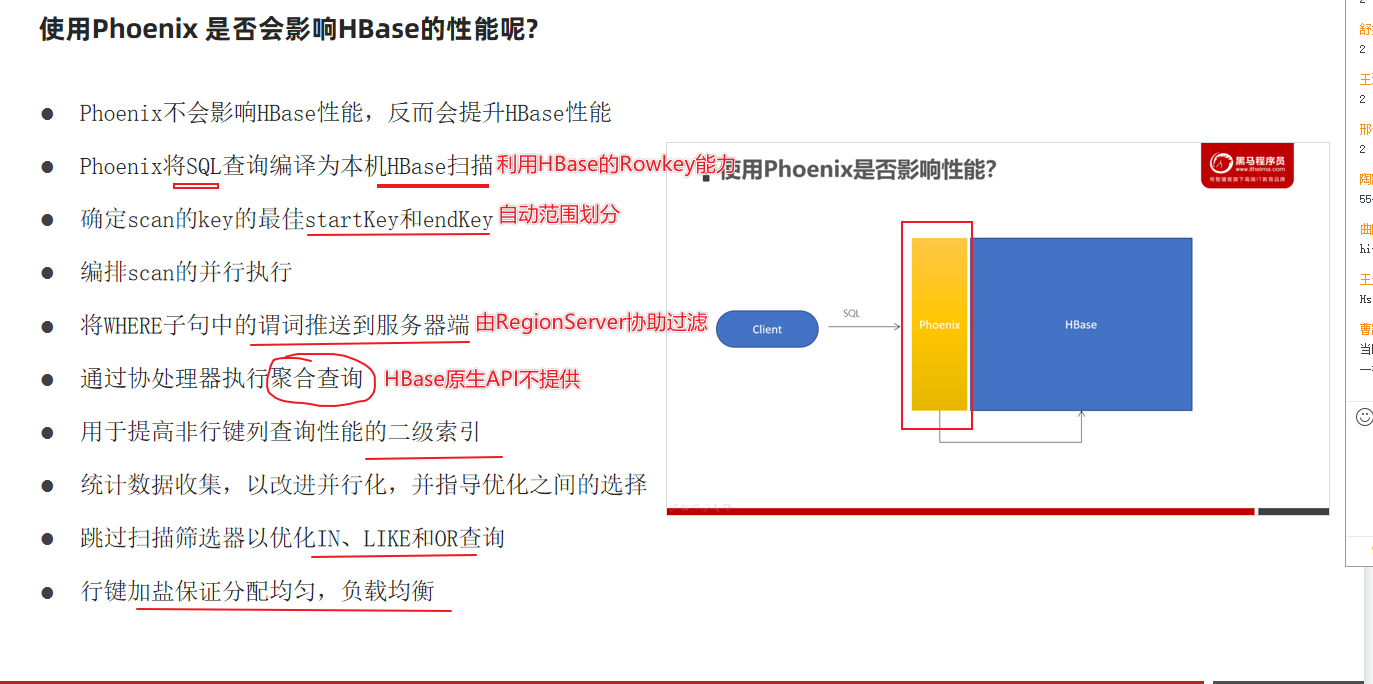 使用Phoenix 是否会影响HBase的性能呢?
● Phoenix不会影响HBase性能，反而会提升HBase性能
● Phoenix将SQL查询编译为本机HBase扫描 利用HBase的Rowkey能力
● 确定scan的key的最佳startKey和endKey 自动范围划分
● 编排scan的并行执行
● 将WHERE子句中的谓词推送到服务器端 由RegionServer协助过滤
● 通过协处理器执行聚合查询 HBase原生API不提供
● 用于提高非行键列查询性能的二级索引
● 统计数据收集，以改进并行化，并指导优化之间的选择
● 跳过扫描筛选器以优化IN、LIKE和OR查询
● 行键加盐保证分配均匀，负载均衡
使用Phoenix是否影响性能?
黑马程序员
www.itheima.com
传智播客旗下高端IT教育品牌
Client
SQL
Phoenix
HBase
2
王
2
邢
2
55
曲
hi
王
Hs
曹
当